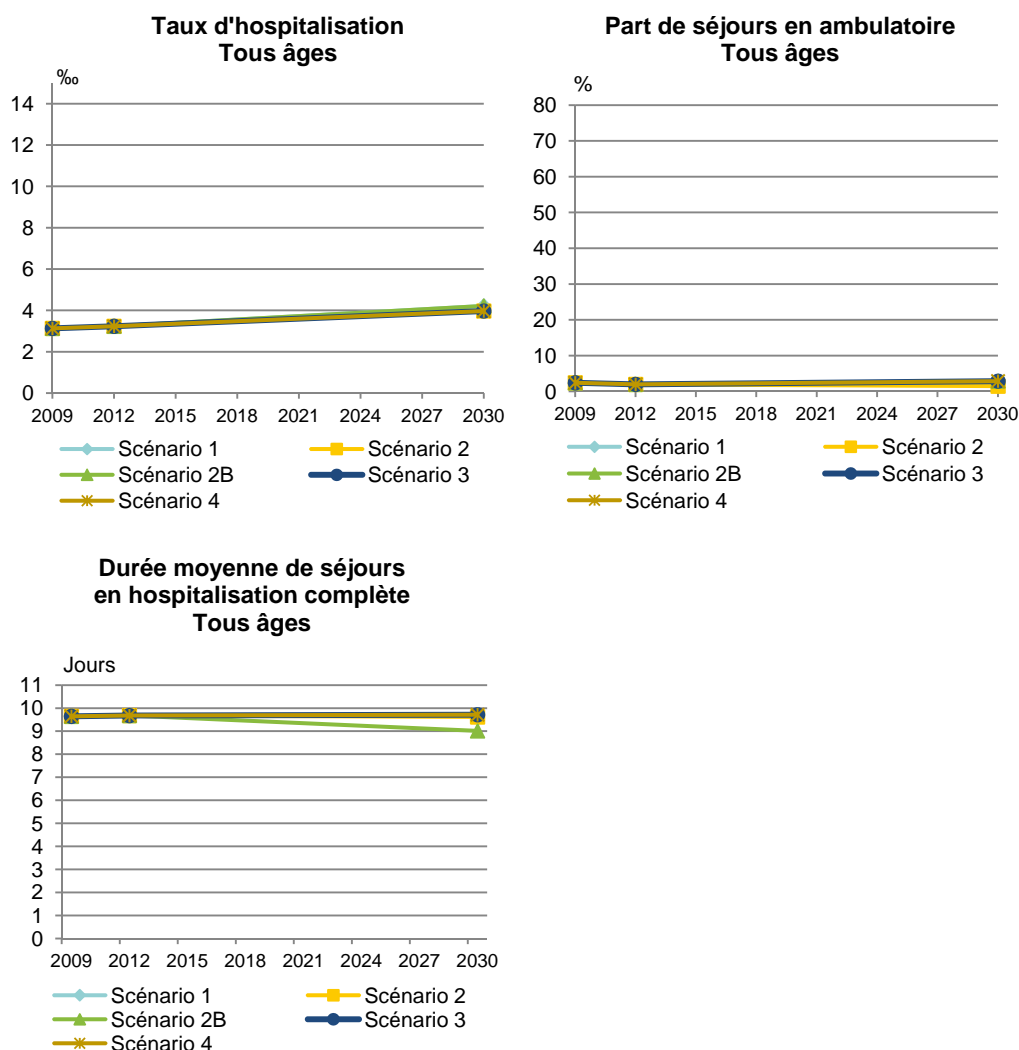 Taux d'hospitalisation
Tous âges
‰
14
12
10
8
6
4
2
0
2009 2012 2015 2018 2021 2024 2027 2030
Scénario 1 Scénario 2
Scénario 2B Scénario 3
Scénario 4
Part de séjours en ambulatoire
Tous âges
%
80
70
60
50
40
30
20
10
0
2009 2012 2015 2018 2021 2024 2027 2030
Scénario 1 Scénario 2
Scénario 2B Scénario 3
Scénario 4
Durée moyenne de séjours
en hospitalisation complète
Tous âges
Jours
11
10
9
8
7
6
5
4
3
2
1
0
2009 2012 2015 2018 2021 2024 2027 2030
Scénario 1 Scénario 2
Scénario 2B Scénario 3
Scénario 4